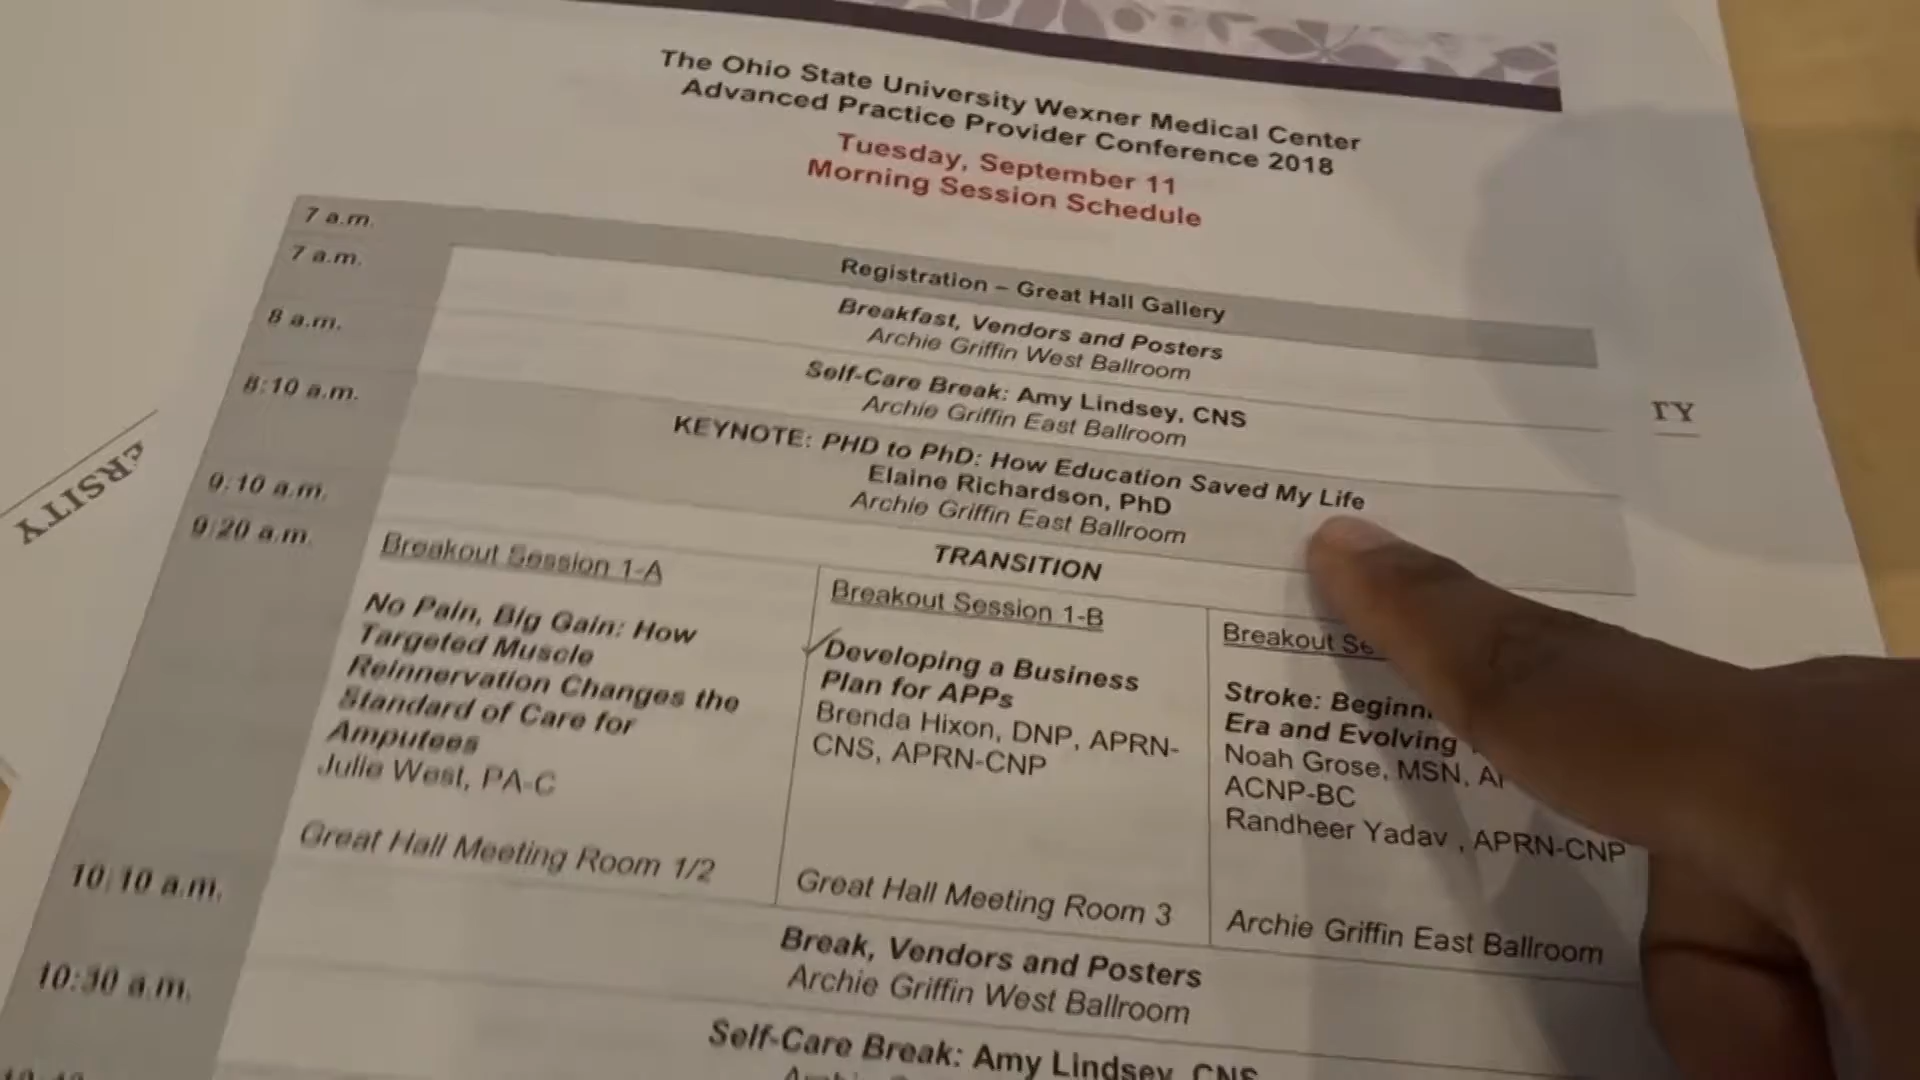 The Ohio State University Wexner Medical Center
Advanced Practice Provider Conference 2018
Tuesday, September 11
Morning Session Schedule
7 a.m.
Registration – Great Hall Gallery
7 a.m.
Breakfast, Vendors and Posters
Archie Griffin West Ballroom
8 a.m.
Self-Care Break: Amy Lindsey, CNS
Archie Griffin East Ballroom
8:10 a.m.
KEYNOTE: PHD to PhD: How Education Saved My Life
Elaine Richardson, PhD
Archie Griffin East Ballroom
9:10 a.m.
TRANSITION
9:20 a.m.
Breakout Session 1-A
No Pain, Big Gain: How
Targeted Muscle
Reinnervation Changes the
Standard of Care for
Amputees
Julie West, PA-C
Great Hall Meeting Room 1/2
Breakout Session 1-B
Developing a Business
Plan for APPs
Brenda Hixon, DNP, APRN-
CNS, APRN-CNP
Great Hall Meeting Room 3
Breakout Se
Stroke: Beginn
Era and Evolving
Noah Grose, MSN, A
ACNP-BC
Randheer Yadav , APRN-CNP
Archie Griffin East Ballroom
10:10 a.m.
Break, Vendors and Posters
Archie Griffin West Ballroom
10:30 a.m.
Self-Care Break: Amy Lindsey, CNS
ERSITY
TY